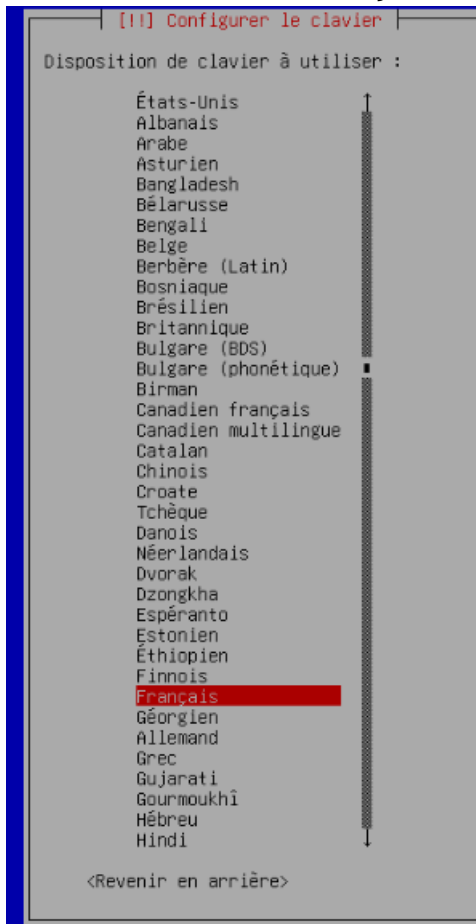 [!!] Configurer le clavier
Disposition de clavier à utiliser :
États-Unis
Albanais
Arabe
Asturien
Bangladesh
Bélarusse
Bengali
Belge
Berbère (Latin)
Bosniaque
Brésilien
Britannique
Bulgare (BDS)
Bulgare (phonétique)
Birman
Canadien français
Canadien multilingue
Catalan
Chinois
Croate
Tchèque
Danois
Néerlandais
Dvorak
Dzongkha
Espéranto
Estonien
Éthiopien
Finnois
Français
Géorgien
Allemand
Grec
Gujarati
Gourmoukhî
Hébreu
Hindi
<Revenir en arrière>